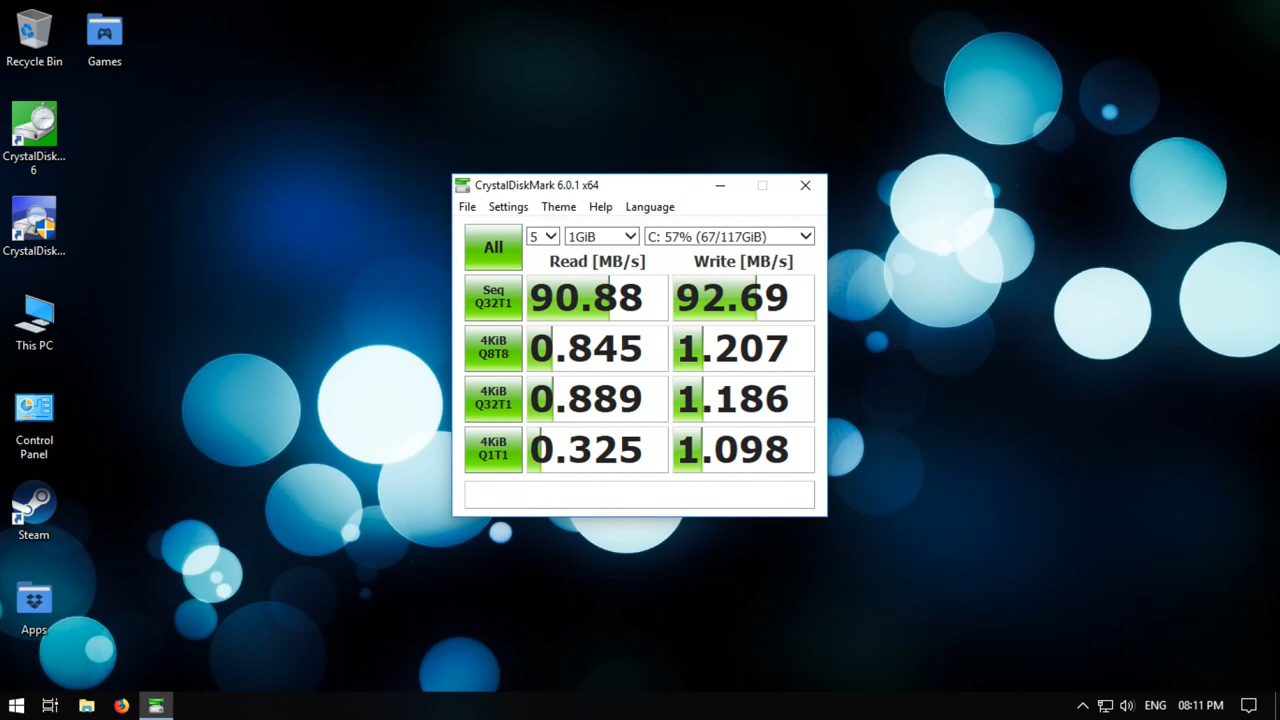 Recycle Bin
Games
CrystalDisk...
6
CrystalDisk...
This PC
Control
Panel
Steam
Apps
CrystalDiskMark 6.0.1 x64
File Settings Theme Help Language
All 5 1GiB C: 57% (67/117GiB)
Read [MB/s] Write [MB/s]
Seq
Q32T1 90.88 92.69
4KiB
Q8T8 0.845 1.207
4KiB
Q32T1 0.889 1.186
4KiB
Q1T1 0.325 1.098
ENG 08:11 PM